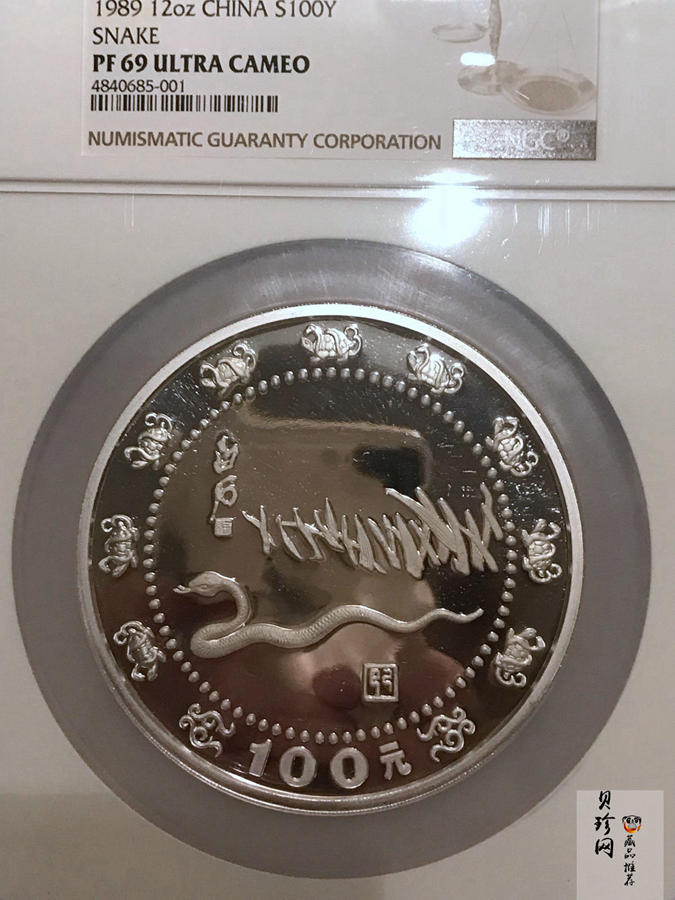 1989 12oz CHINA S100Y
SNAKE
PF 69 ULTRA CAMEO
4840685-001
NUMISMATIC GUARANTY CORPORATION
NGC®
100元
贝珍网
藏品推荐